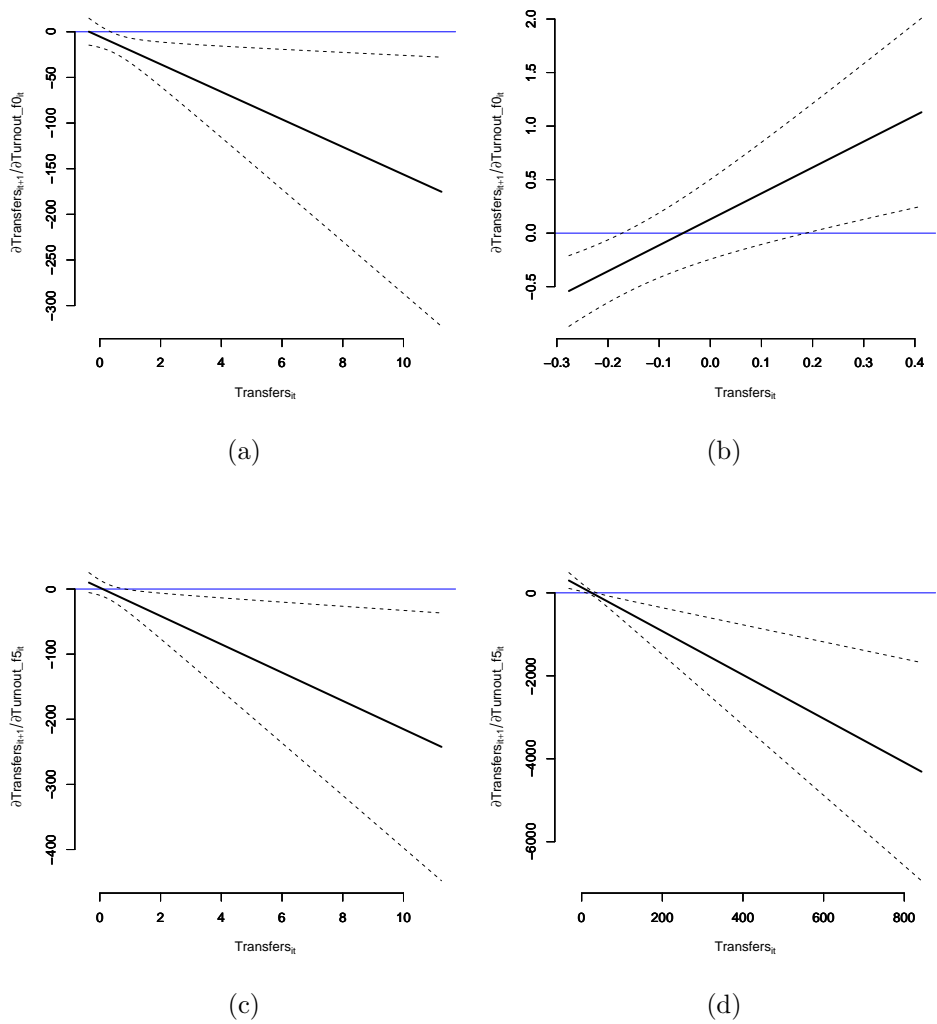 ∂Transfers_it+1/∂Turnout_f0_it
0
−50
−100
−150
−200
−250
−300
0 2 4 6 8 10
Transfers_it
(a)
∂Transfers_it+1/∂Turnout_f0_it
2.0
1.5
1.0
0.5
0.0
−0.5
−0.3 −0.2 −0.1 0.0 0.1 0.2 0.3 0.4
Transfers_it
(b)
∂Transfers_it+1/∂Turnout_f5_it
0
−100
−200
−300
−400
0 2 4 6 8 10
Transfers_it
(c)
∂Transfers_it+1/∂Turnout_f5_it
0
−2000
−4000
−6000
0 200 400 600 800
Transfers_it
(d)